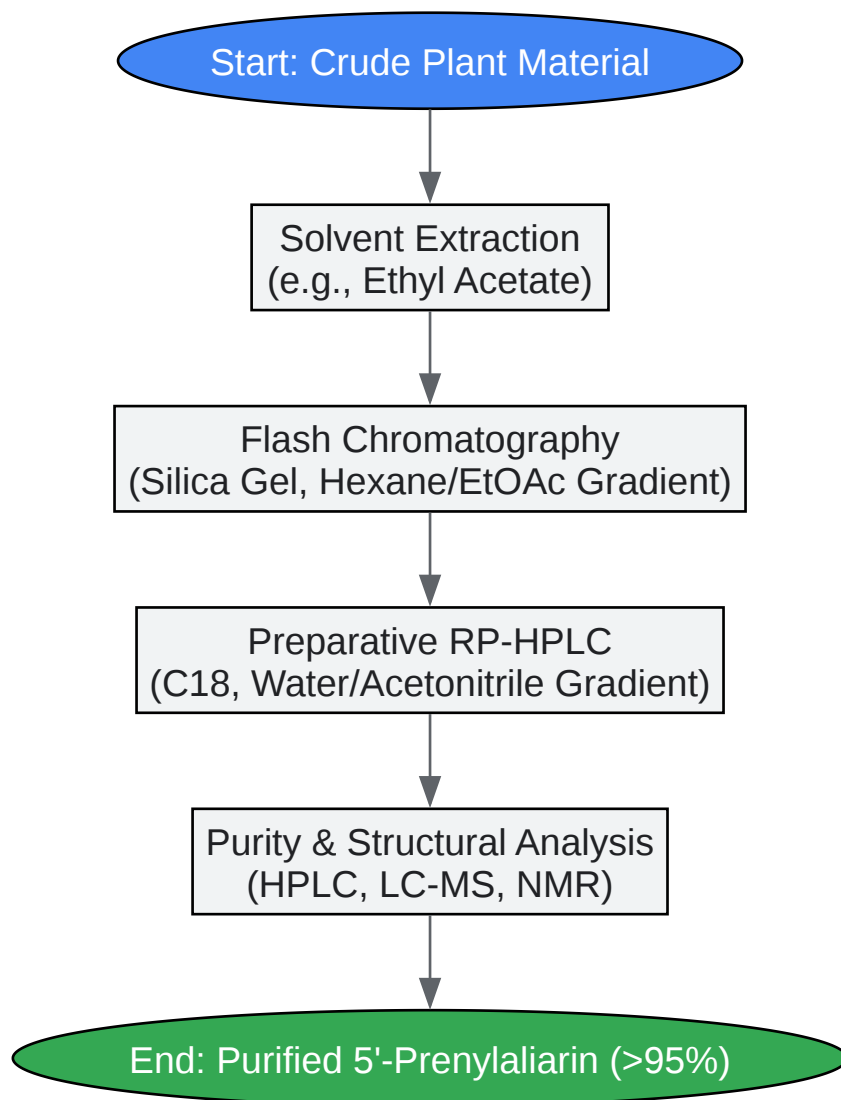 Start: Crude Plant Material
Solvent Extraction
(e.g., Ethyl Acetate)
Flash Chromatography
(Silica Gel, Hexane/EtOAc Gradient)
Preparative RP-HPLC
(C18, Water/Acetonitrile Gradient)
Purity & Structural Analysis
(HPLC, LC-MS, NMR)
End: Purified 5'-Prenylaliarin (>95%)